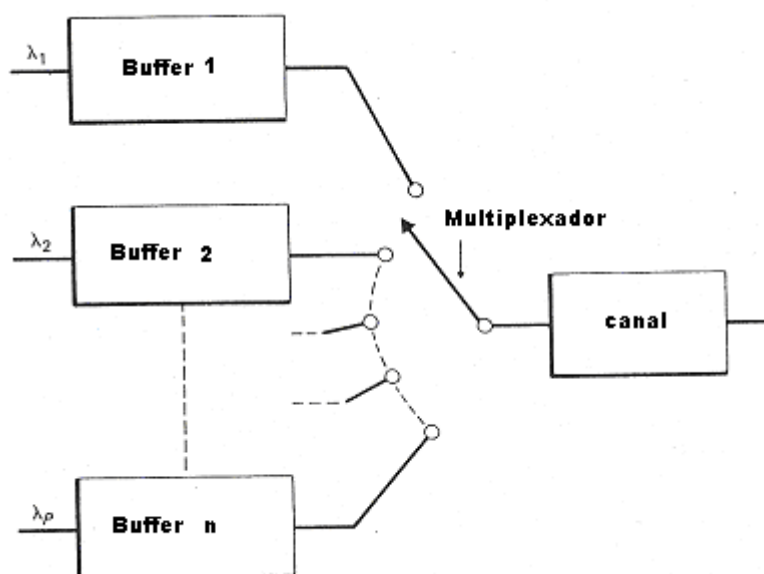 λ1
Buffer 1
Multiplexador
λ2
Buffer 2
canal
λρ
Buffer n